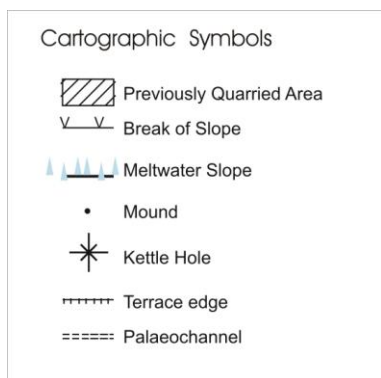 Cartographic Symbols
Previously Quarried Area
Break of Slope
Meltwater Slope
Mound
Kettle Hole
Terrace edge
Palaeochannel